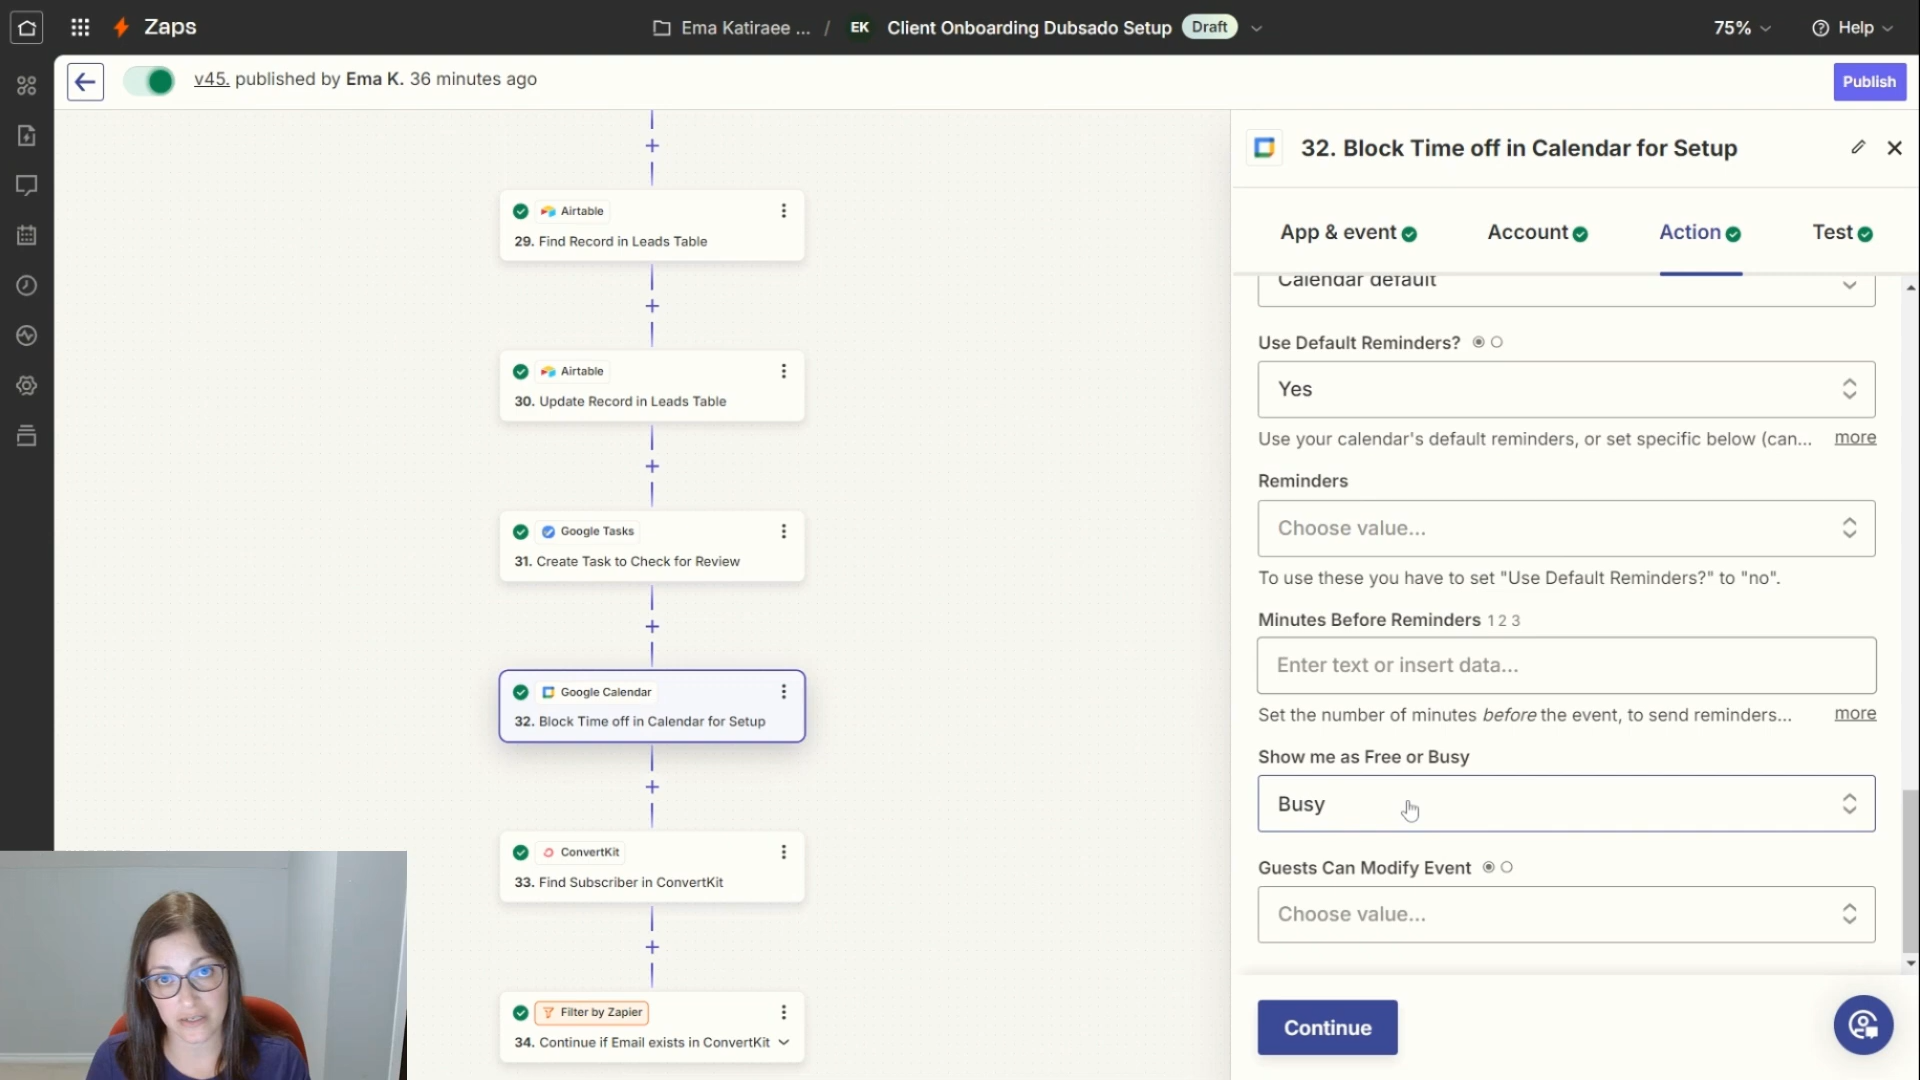 Zaps
Ema Katiraee ... / EK Client Onboarding Dubsado Setup Draft
75%
Help
v45. published by Ema K. 36 minutes ago
Publish
Airtable
29. Find Record in Leads Table
Airtable
30. Update Record in Leads Table
Google Tasks
31. Create Task to Check for Review
Google Calendar
32. Block Time off in Calendar for Setup
ConvertKit
33. Find Subscriber in ConvertKit
Filter by Zapier
34. Continue if Email exists in ConvertKit
32. Block Time off in Calendar for Setup
App & event Account Action Test
Calendar default
Use Default Reminders?
Yes
Use your calendar's default reminders, or set specific below (can... more
Reminders
Choose value...
To use these you have to set "Use Default Reminders?" to "no".
Minutes Before Reminders 1 2 3
Enter text or insert data...
Set the number of minutes before the event, to send reminders... more
Show me as Free or Busy
Busy
Guests Can Modify Event
Choose value...
Continue